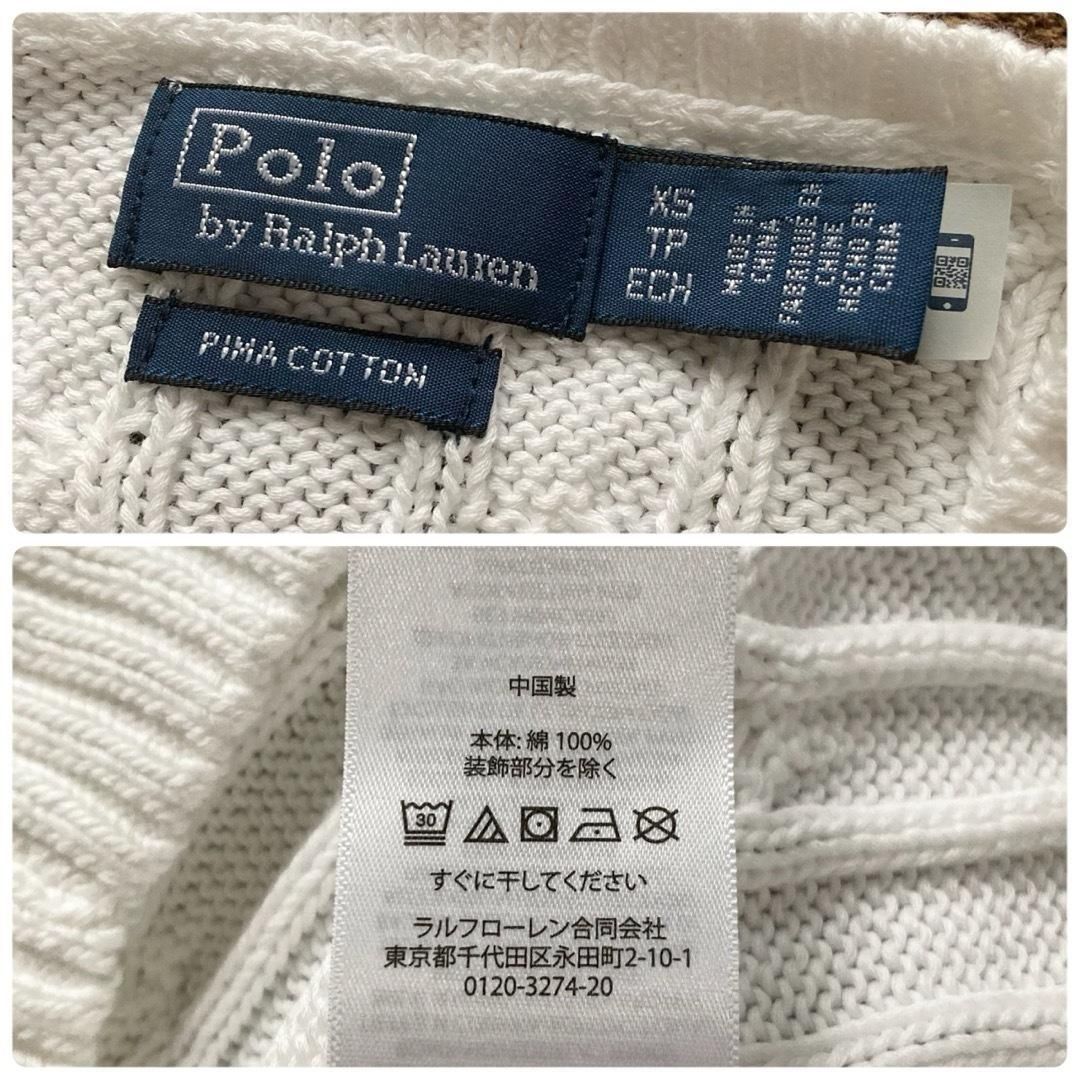 Polo
by Ralph Lauren
PIMA COTTON
XS
TP
ECH
MADE IN
CHINA
FABRIQUE EN
CHINE
HECHO EN
CHINA
中国製
本体: 綿 100%
装飾部分を除く
30
すぐに干してください
ラルフローレン合同会社
東京都千代田区永田町2-10-1
0120-3274-20